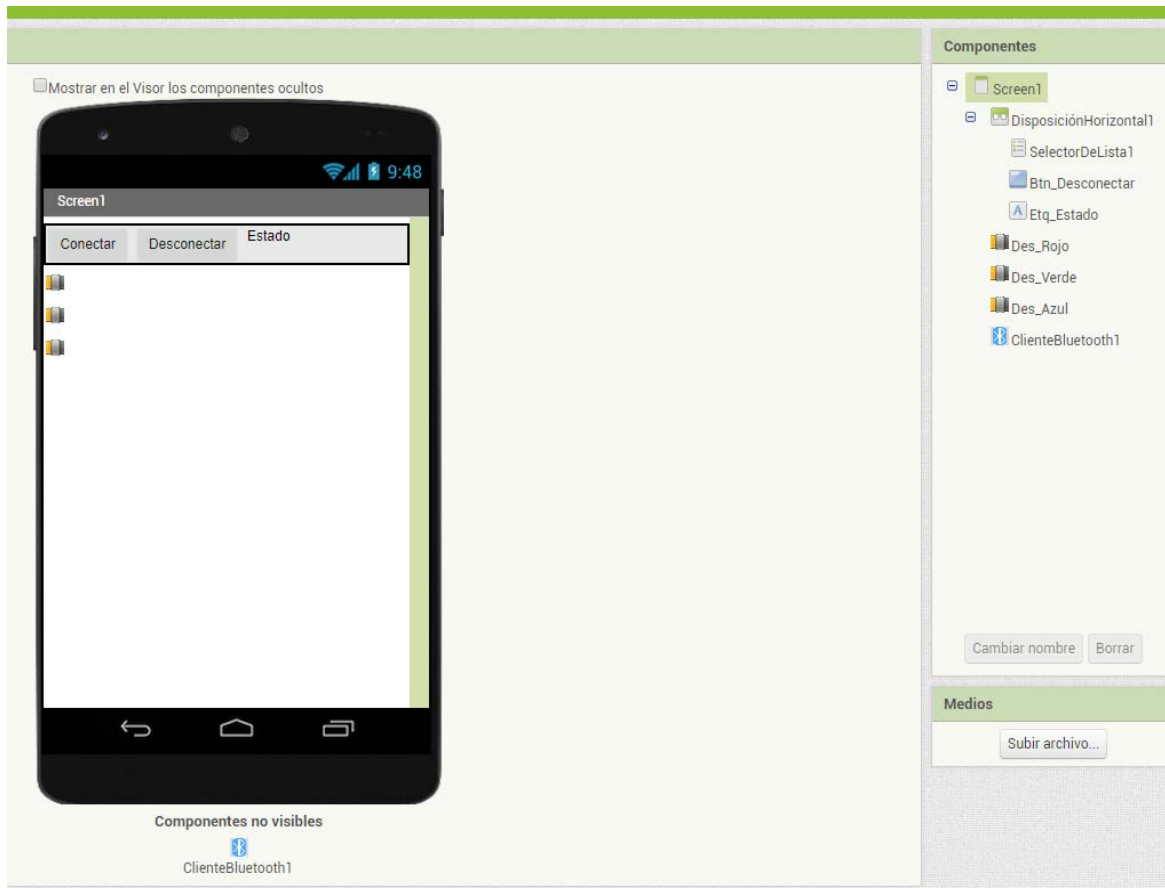 Componentes
Mostrar en el Visor los componentes ocultos
9:48
Screen1
Conectar
Desconectar
Estado
Componentes no visibles
ClienteBluetooth1
Screen1
DisposiciónHorizontal1
SelectorDeLista1
Btn_Desconectar
A Etq_Estado
Des_Rojo
Des_Verde
Des_Azul
ClienteBluetooth1
Cambiar nombre
Borrar
Medios
Subir archivo...